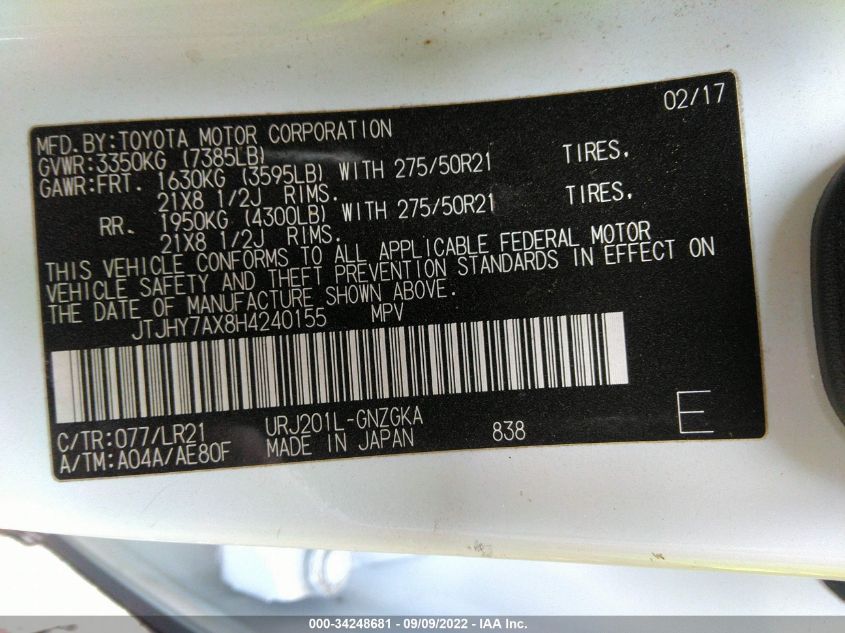 02/17
MFD.BY:TOYOTA MOTOR CORPORATION
GVWR:3350KG (7385LB)
GAWR:FRT. 1630KG (3595LB) WITH 275/50R21 TIRES,
21X8 1/2J RIMS.
RR. 1950KG (4300LB) WITH 275/50R21 TIRES,
21X8 1/2J RIMS.
THIS VEHICLE CONFORMS TO ALL APPLICABLE FEDERAL MOTOR
VEHICLE SAFETY AND THEFT PREVENTION STANDARDS IN EFFECT ON
THE DATE OF MANUFACTURE SHOWN ABOVE.
JTJHY7AX8H4240155 MPV
C/TR:077/LR21 URJ201L-GNZGKA
A/TM:A04A/AE80F MADE IN JAPAN 838 E
000-34248681 - 09/09/2022 - IAA Inc.